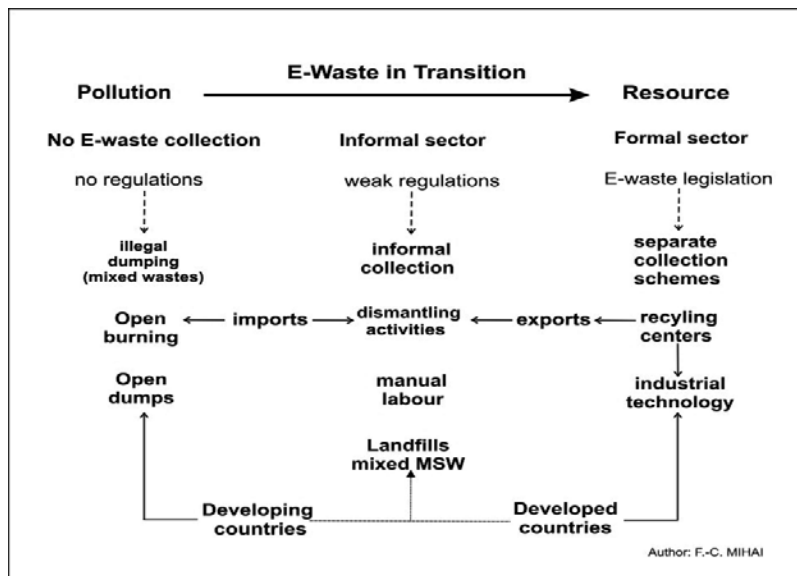 E-Waste in Transition
Pollution
Resource
No E-waste collection
Informal sector
Formal sector
no regulations
weak regulations
E-waste legislation
illegal
dumping
(mixed wastes)
informal
collection
separate
collection
schemes
Open
burning
imports
dismantling
activities
exports
recyling
centers
Open
dumps
manual
labour
industrial
technology
Landfills
mixed MSW
Developing
countries
Developed
countries
Author: F.-C. MIHAI